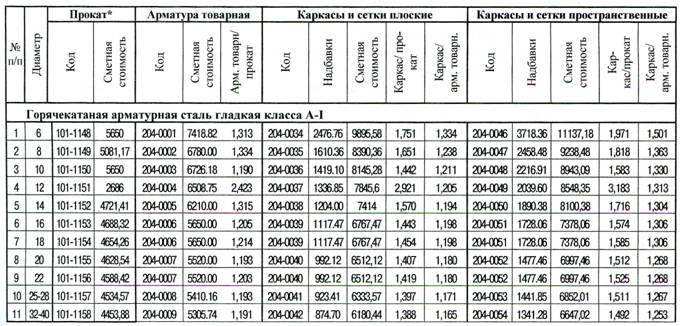 № п/п Диаметр Прокат* Арматура товарная Каркасы и сетки плоские Каркасы и сетки пространственные
Код Сметная стоимость Код Сметная стоимость Арм. товарн/ прокат Код Надбавки Сметная стоимость Каркас/ прокат Каркас/ арм. товарн. Код Надбавки Сметная стоимость Каркас/прокат Каркас/ арм. товарн.
Горячекатаная арматурная сталь гладкая класса А-I
1 6 101-1148 5650 204-0001 7418.82 1,313 204-0034 2476.76 9895,58 1,751 1,334 204-0046 3718.36 11137,18 1,971 1,501
2 8 101-1149 5081,17 204-0002 6780.00 1,334 204-0035 1610.36 8390,36 1,651 1,238 204-0047 2458.48 9238,48 1,818 1,363
3 10 101-1150 5650 204-0003 6726.18 1,190 204-0036 1419.10 8145,28 1,442 1,211 204-0048 2216.91 8943,09 1,583 1,330
4 12 101-1151 2686 204-0004 6508.75 2,423 204-0037 1336.85 7845,6 2,921 1,205 204-0049 2039.60 8548,35 3,183 1,313
5 14 101-1152 4721,41 204-0005 6210.00 1,315 204-0038 1204.00 7414 1,570 1,194 204-0050 1890.38 8100,38 1,716 1,304
6 16 101-1153 4688,32 204-0006 5650.00 1,205 204-0039 1117.47 6767,47 1,443 1,198 204-0051 1728.06 7378,06 1,574 1,306
7 18 101-1154 4654,26 204-0006 5650.00 1,214 204-0039 1117.47 6767,47 1,454 1,198 204-0051 1728.06 7378,06 1,585 1,306
8 20 101-1155 4628,54 204-0007 5520.00 1,193 204-0040 992.12 6512,12 1,407 1,180 204-0052 1477.46 6997,46 1,512 1,268
9 22 101-1156 4588,42 204-0007 5520.00 1,203 204-0040 992.12 6512,12 1,419 1,180 204-0052 1477.46 6997,46 1,525 1,268
10 25-28 101-1157 4534,57 204-0008 5410.16 1,193 204-0041 923.41 6333,57 1,397 1,171 204-0053 1441.85 6852,01 1,511 1,267
11 32-40 101-1158 4453,88 204-0009 5305.74 1,191 204-0042 874.70 6180,44 1,388 1,165 204-0054 1341.28 6647,02 1,492 1,253